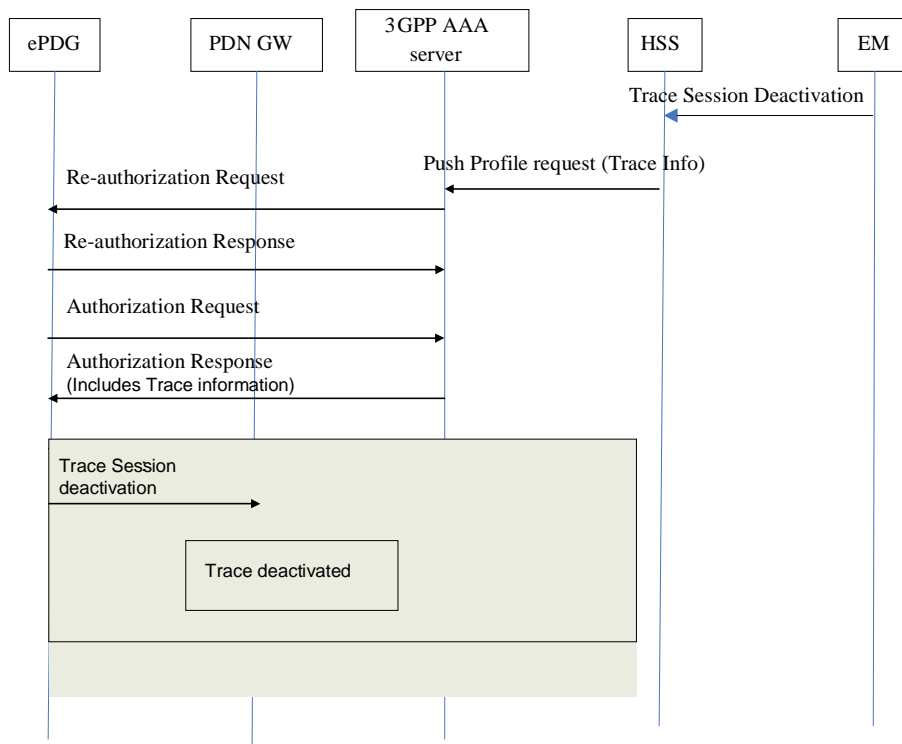 ePDG
PDN GW
3GPP AAA
server
HSS
EM
Trace Session Deactivation
Push Profile request (Trace Info)
Re-authorization Request
Re-authorization Response
Authorization Request
Authorization Response
(Includes Trace information)
Trace Session
deactivation
Trace deactivated